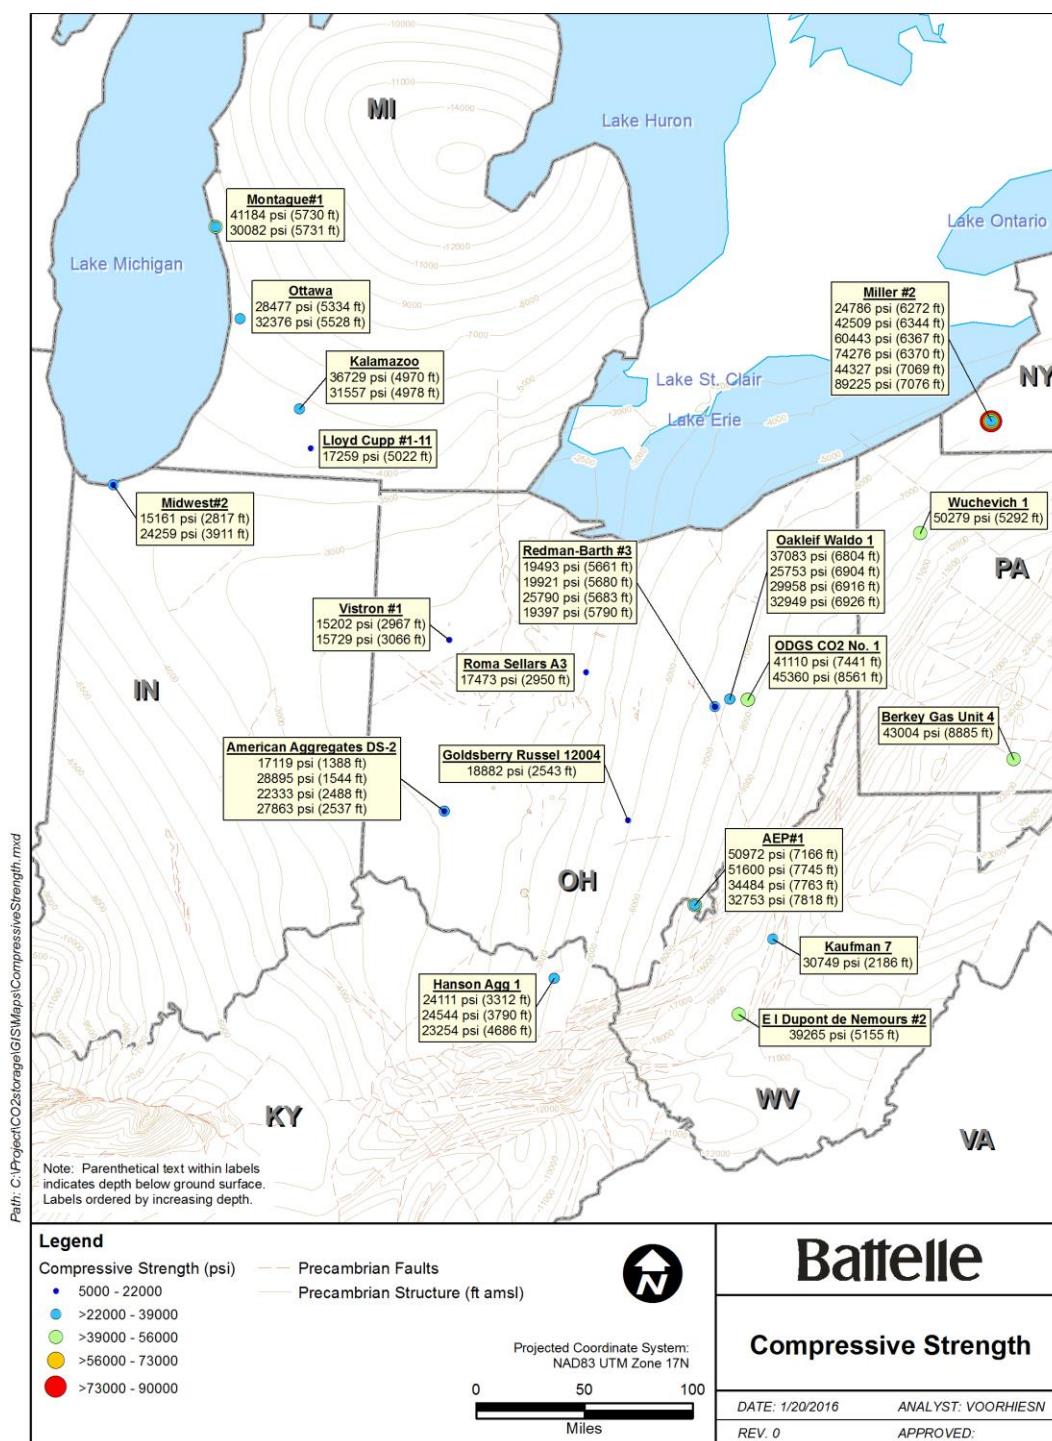 MI
Lake Huron
Montague#1
41184 psi (5730 ft)
30082 psi (5731 ft)
Lake Ontario
Lake Michigan
Ottawa
28477 psi (5334 ft)
32376 psi (5528 ft)
Miller #2
24786 psi (6272 ft)
42509 psi (6344 ft)
60443 psi (6367 ft)
74276 psi (6370 ft)
44327 psi (7069 ft)
89225 psi (7076 ft)
Kalamazoo
36729 psi (4970 ft)
31557 psi (4978 ft)
NY
Lake St. Clair
Lake Erie
Lloyd Cupp #1-11
17259 psi (5022 ft)
Midwest#2
15161 psi (2817 ft)
24259 psi (3911 ft)
Wuchevich 1
50279 psi (5292 ft)
Redman-Barth #3
19493 psi (5661 ft)
19921 psi (5680 ft)
25790 psi (5683 ft)
19397 psi (5790 ft)
Oakleif Waldo 1
37083 psi (6804 ft)
25753 psi (6904 ft)
29958 psi (6916 ft)
32949 psi (6926 ft)
PA
Vistron #1
15202 psi (2967 ft)
15729 psi (3066 ft)
Roma Sellars A3
17473 psi (2950 ft)
ODGS CO2 No. 1
41110 psi (7441 ft)
45360 psi (8561 ft)
IN
Berkey Gas Unit 4
43004 psi (8885 ft)
American Aggregates DS-2
17119 psi (1388 ft)
28895 psi (1544 ft)
22333 psi (2488 ft)
27863 psi (2537 ft)
Goldsberry Russel 12004
18882 psi (2543 ft)
AEP#1
50972 psi (7166 ft)
51600 psi (7745 ft)
34484 psi (7763 ft)
32753 psi (7818 ft)
OH
Kaufman 7
30749 psi (2186 ft)
Hanson Agg 1
24111 psi (3312 ft)
24544 psi (3790 ft)
23254 psi (4686 ft)
E I Dupont de Nemours #2
39265 psi (5155 ft)
KY
WV
VA
Note: Parenthetical text within labels
indicates depth below ground surface.
Labels ordered by increasing depth.
Path: C:\Project\CO2storage\GIS\Maps\CompressiveStrength.mxd
Legend
Compressive Strength (psi)
5000 - 22000
>22000 - 39000
>39000 - 56000
>56000 - 73000
>73000 - 90000
Precambrian Faults
Precambrian Structure (ft amsl)
N
Projected Coordinate System:
NAD83 UTM Zone 17N
0 50 100
Miles
Battelle
Compressive Strength
DATE: 1/20/2016 ANALYST: VOORHIESN
REV. 0 APPROVED: